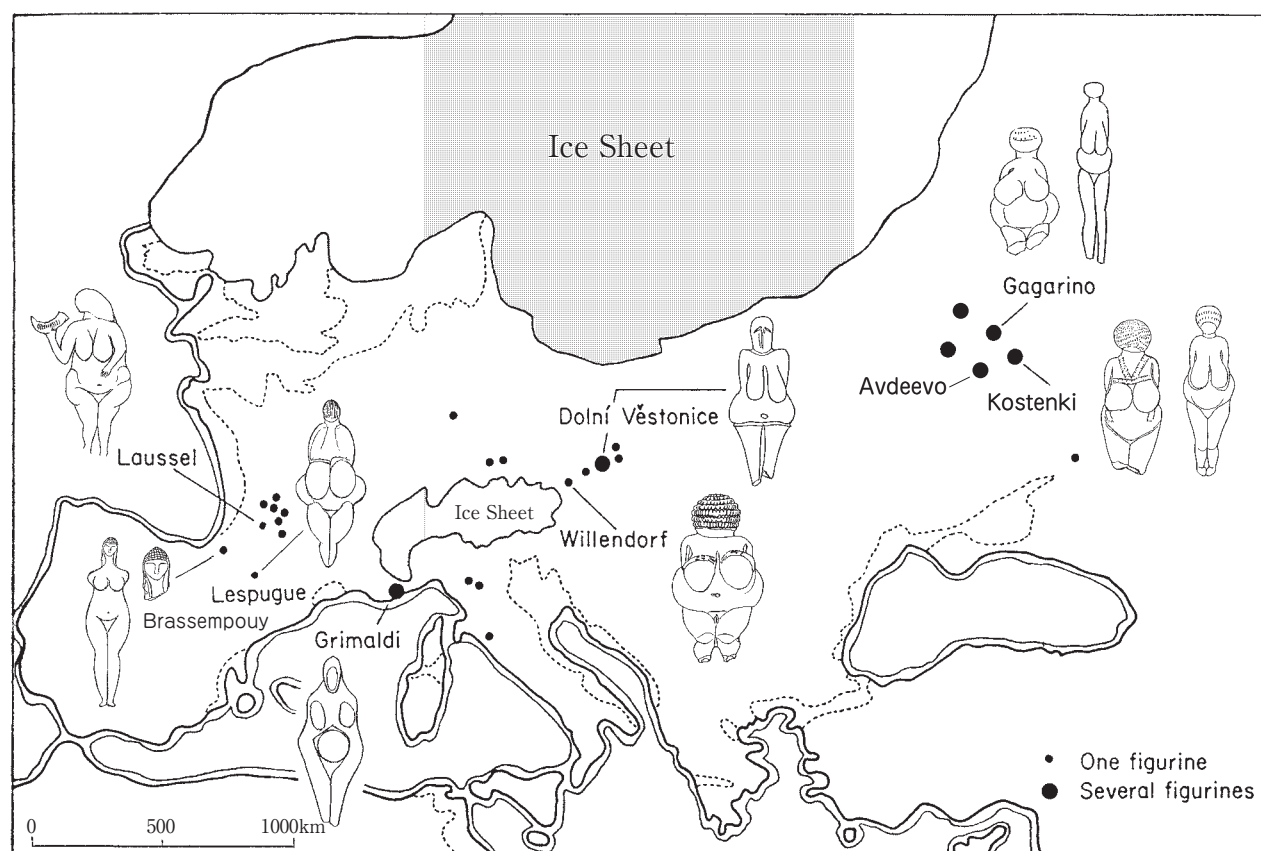 Ice Sheet
Gagarino
Avdeevo
Kostenki
Dolní Věstonice
Laussel
Ice Sheet
Willendorf
Lespugue
Brassempouy
Grimaldi
One figurine
Several figurines
0 500 1000km